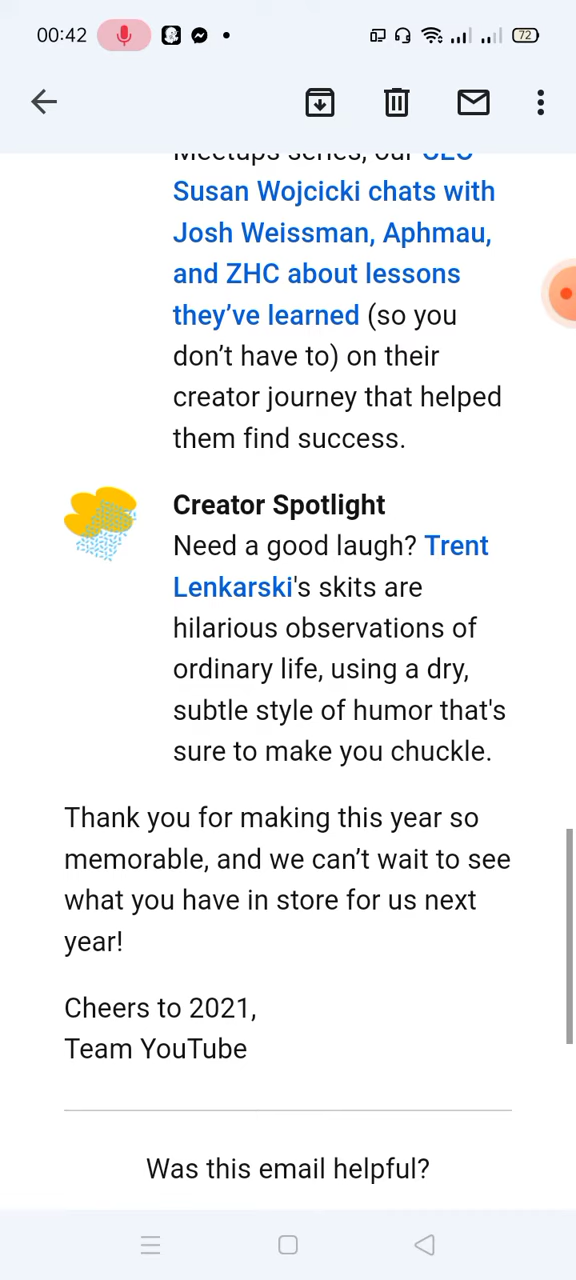 00:42
72
Meetups series, our CEO
Susan Wojcicki chats with
Josh Weissman, Aphmau,
and ZHC about lessons
they’ve learned (so you
don’t have to) on their
creator journey that helped
them find success.
Creator Spotlight
Need a good laugh? Trent
Lenkarski's skits are
hilarious observations of
ordinary life, using a dry,
subtle style of humor that's
sure to make you chuckle.
Thank you for making this year so
memorable, and we can’t wait to see
what you have in store for us next
year!
Cheers to 2021,
Team YouTube
Was this email helpful?